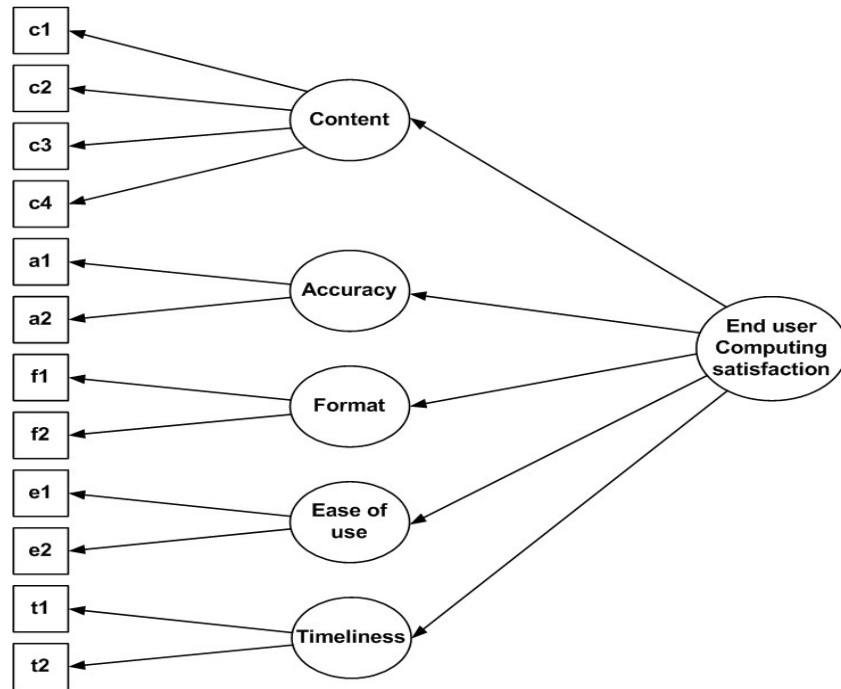 c1
c2
c3
c4
a1
a2
f1
f2
e1
e2
t1
t2
Content
Accuracy
Format
Ease of
use
Timeliness
End user
Computing
satisfaction